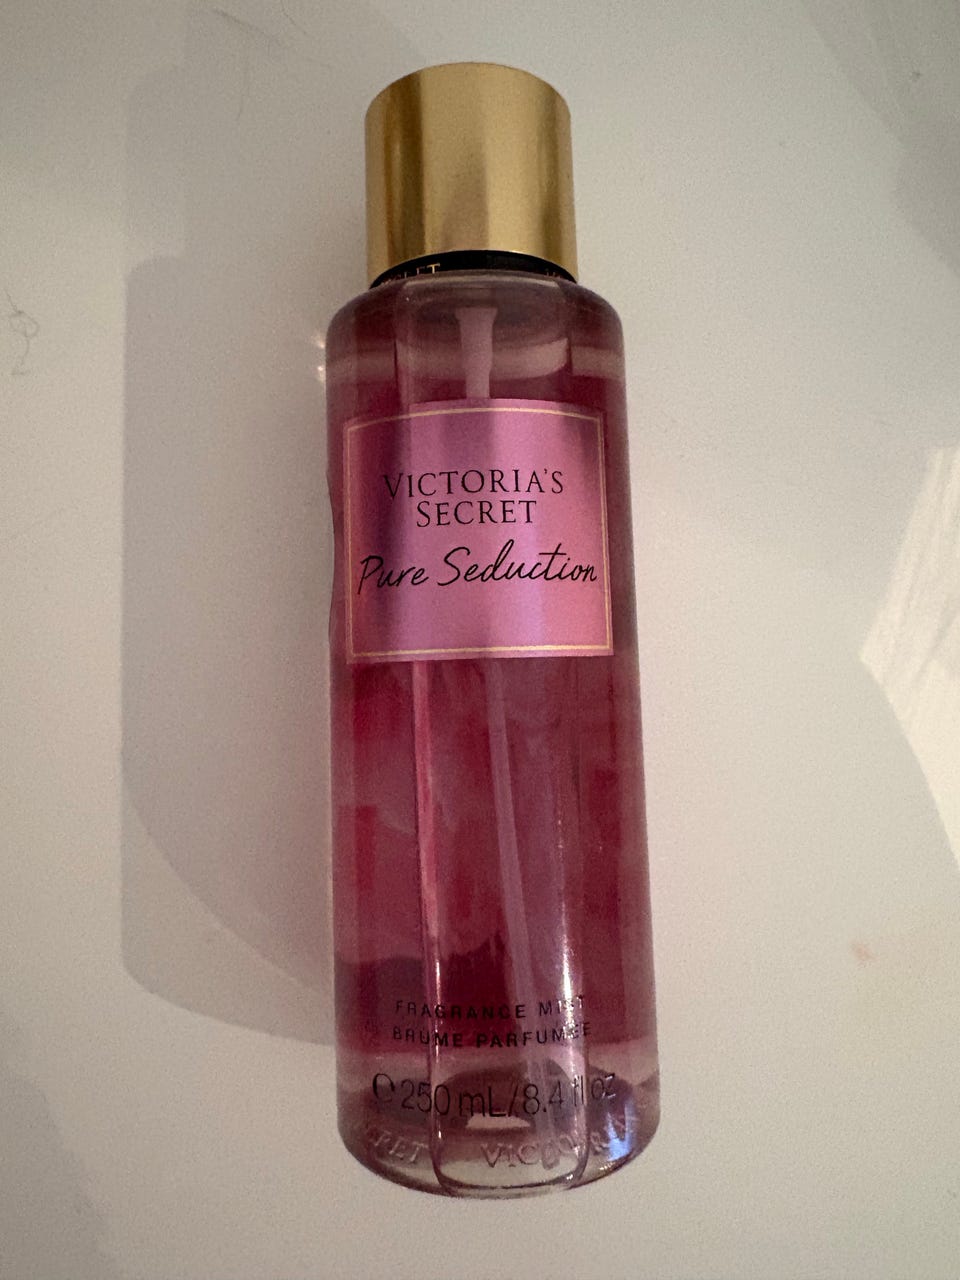 VICTORIA'S
SECRET
Pure Seduction
FRAGRANCE MIST
BRUME PARFUMÉE
℮ 250 mL/8.4 fl oz